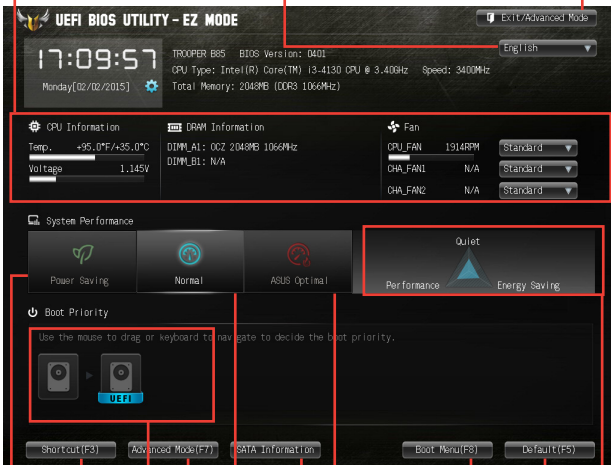 UEFI BIOS UTILITY – EZ MODE
Exit/Advanced Mode
English
17:09:57
Monday[02/02/2015]
TROOPER B85 BIOS Version: 0401
CPU Type: Intel(R) Core(TM) i3-4130 CPU @ 3.40GHz Speed: 3400MHz
Total Memory: 2048MB (DDR3 1066MHz)
CPU Information
Temp. +95.0°F/+35.0°C
Voltage 1.145V
DRAM Information
DIMM_A1: OCZ 2048MB 1066MHz
DIMM_B1: N/A
Fan
CPU_FAN 1914RPM Standard
CHA_FAN1 N/A Standard
CHA_FAN2 N/A Standard
System Performance
Power Saving
Normal
ASUS Optimal
Quiet
Performance
Energy Saving
Boot Priority
Use the mouse to drag or keyboard to navigate to decide the boot priority.
UEFI
Shortcut(F3)
Advanced Mode(F7)
SATA Information
Boot Menu(F8)
Default(F5)